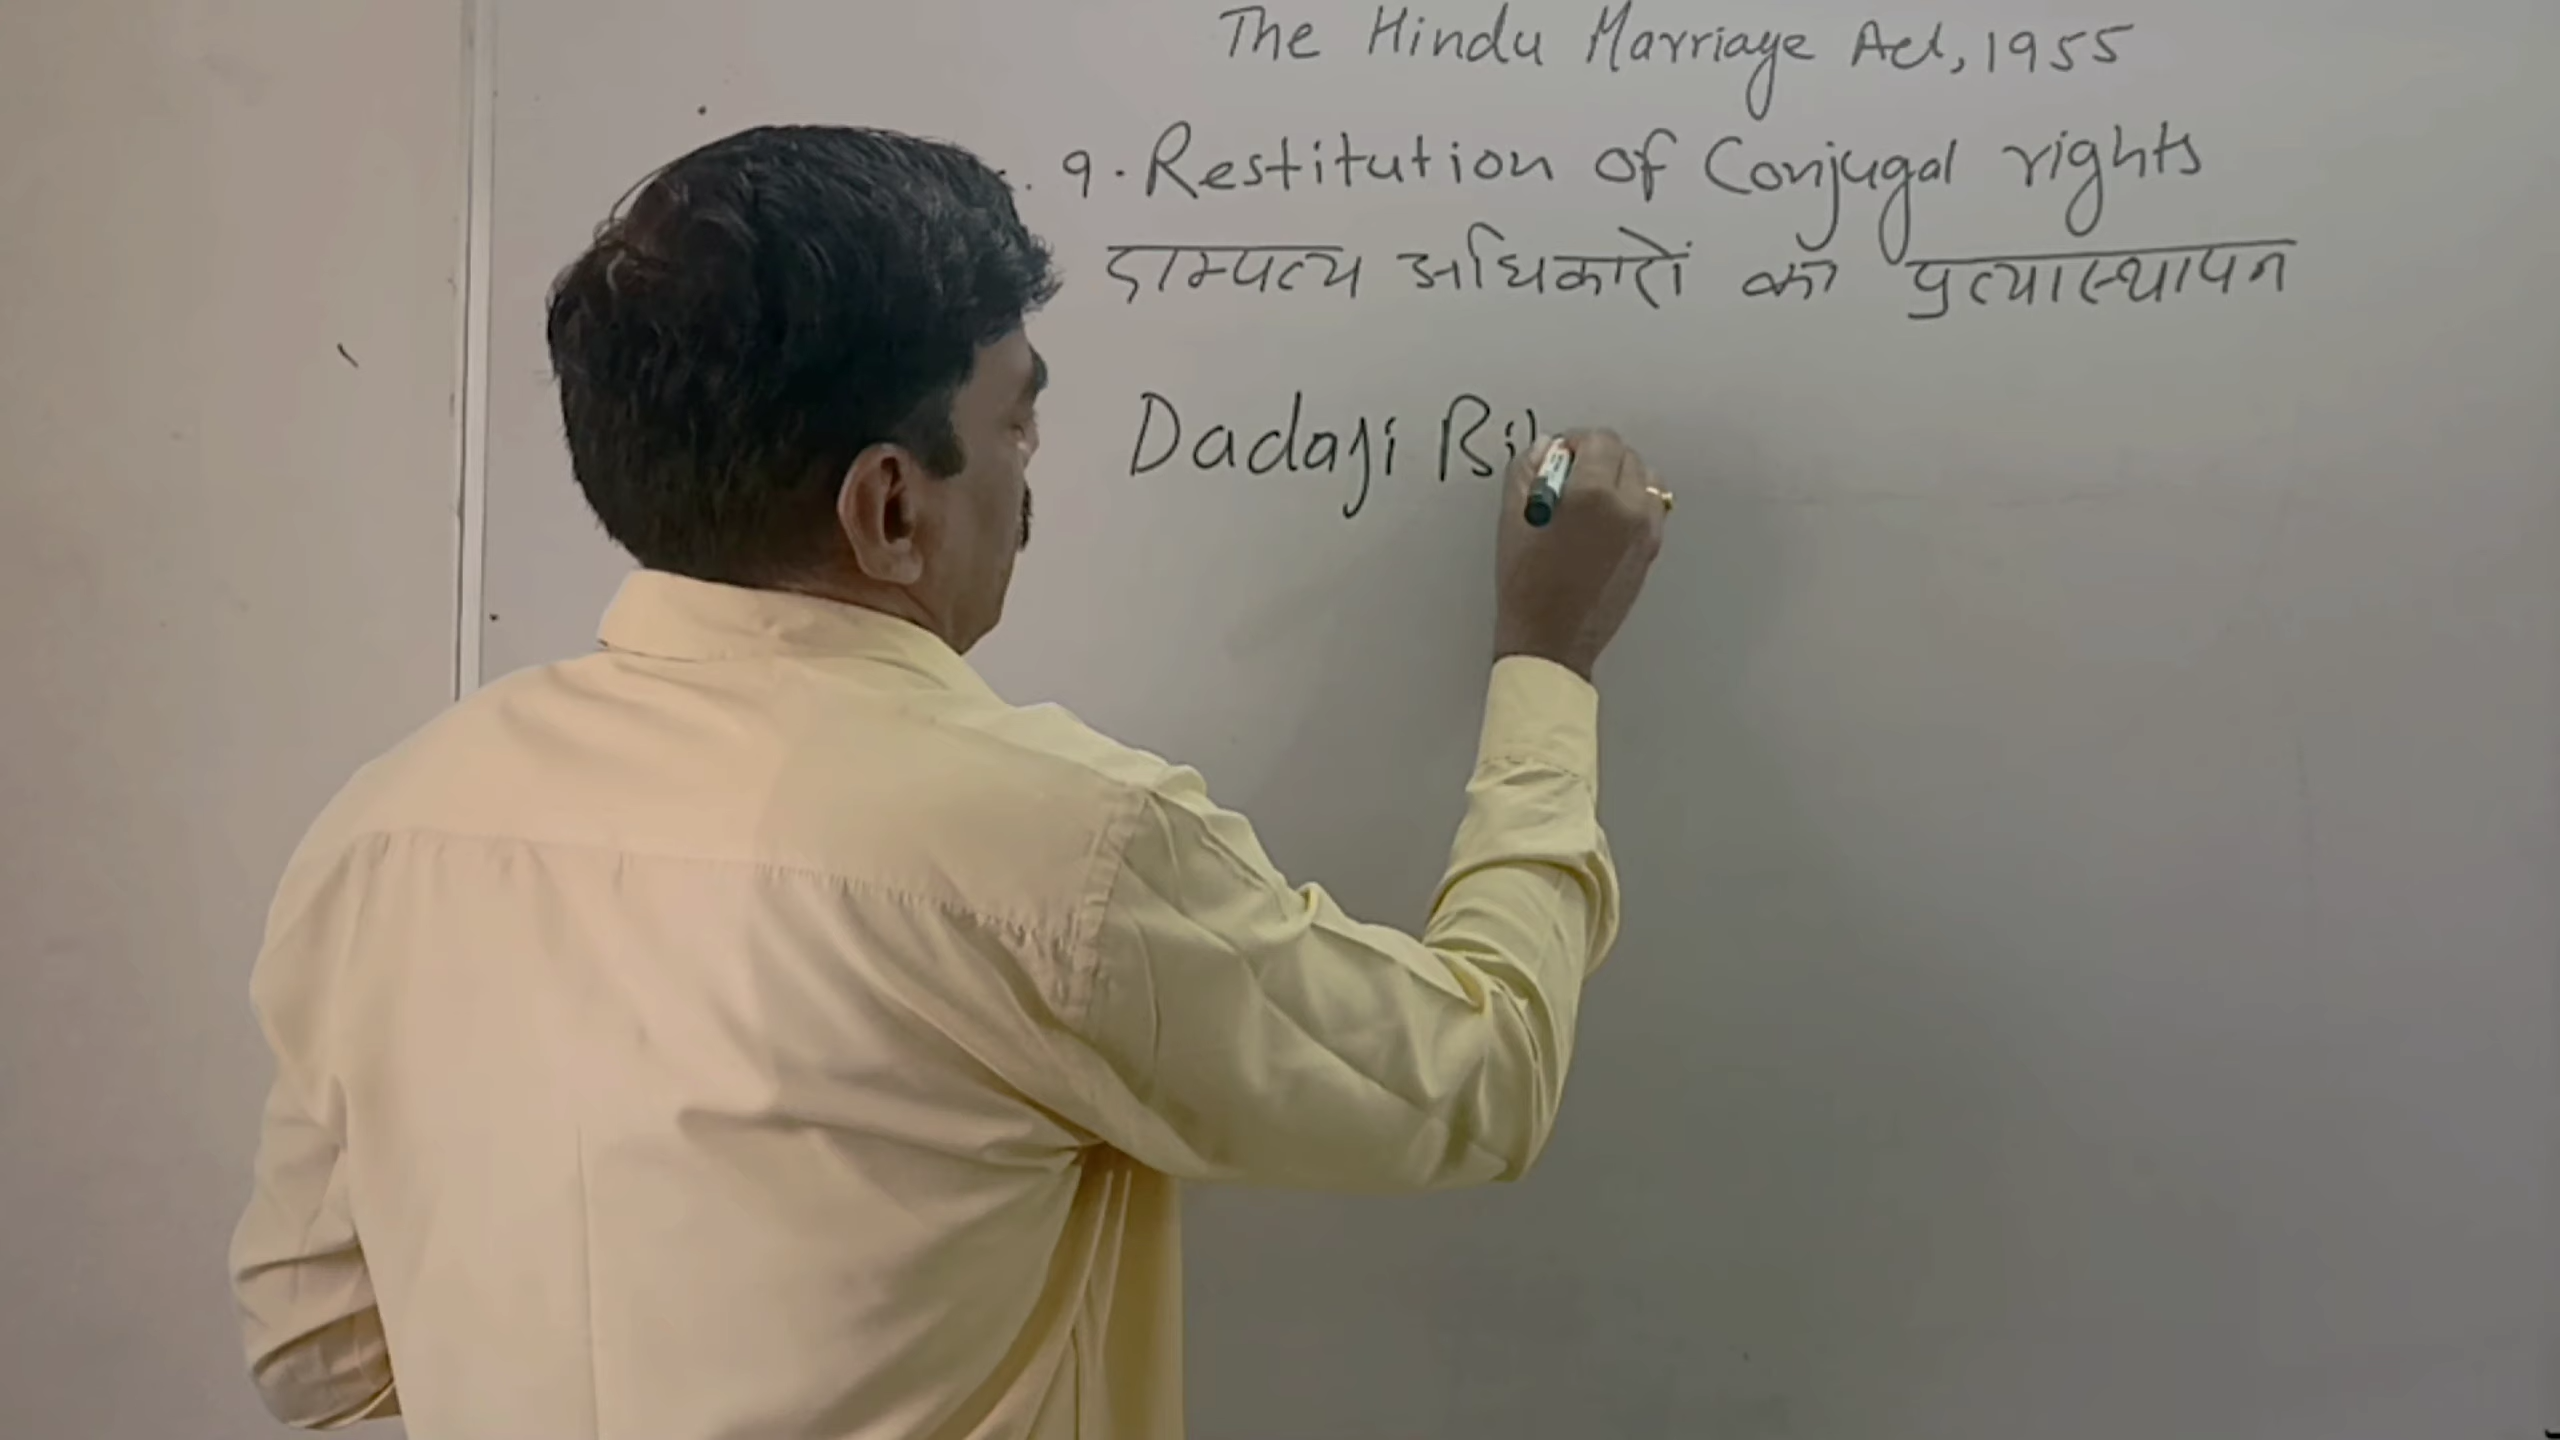 The Hindu Marriage Act, 1955
9. Restitution of Conjugal rights
दाम्पत्य अधिकारों का प्रत्यास्थापन
Dadaji